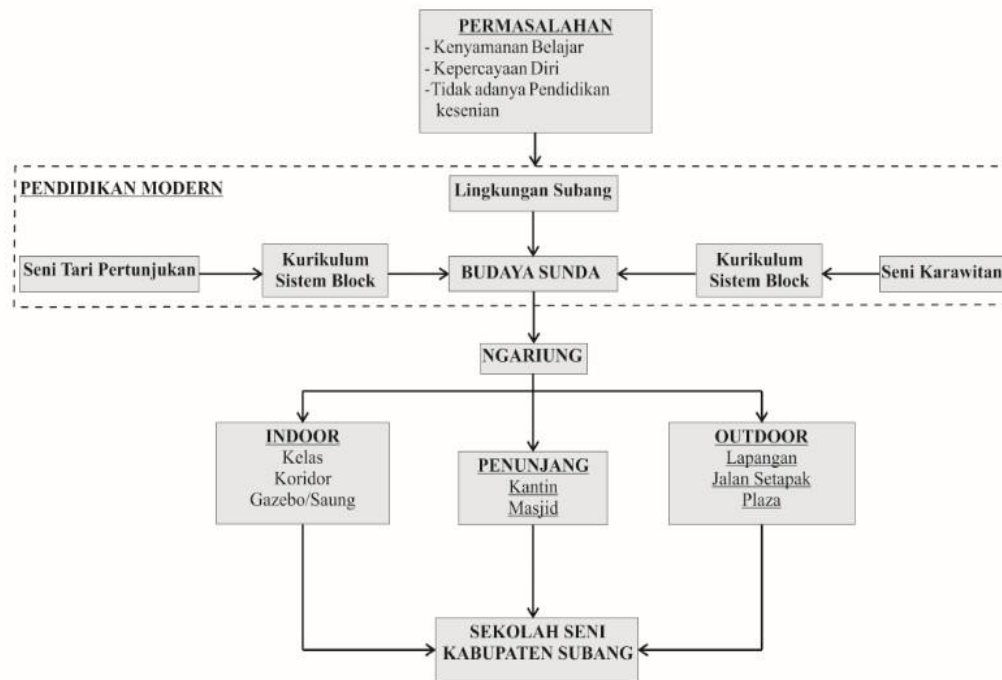 PERMASALAHAN
- Kenyamanan Belajar
- Kepercayaan Diri
-Tidak adanya Pendidikan
kesenian
PENDIDIKAN MODERN
Lingkungan Subang
Seni Tari Pertunjukan
Kurikulum
Sistem Block
BUDAYA SUNDA
Kurikulum
Sistem Block
Seni Karawitan
NGARIUNG
INDOOR
Kelas
Koridor
Gazebo/Saung
PENUNJANG
Kantin
Masjid
OUTDOOR
Lapangan
Jalan Setapak
Plaza
SEKOLAH SENI
KABUPATEN SUBANG